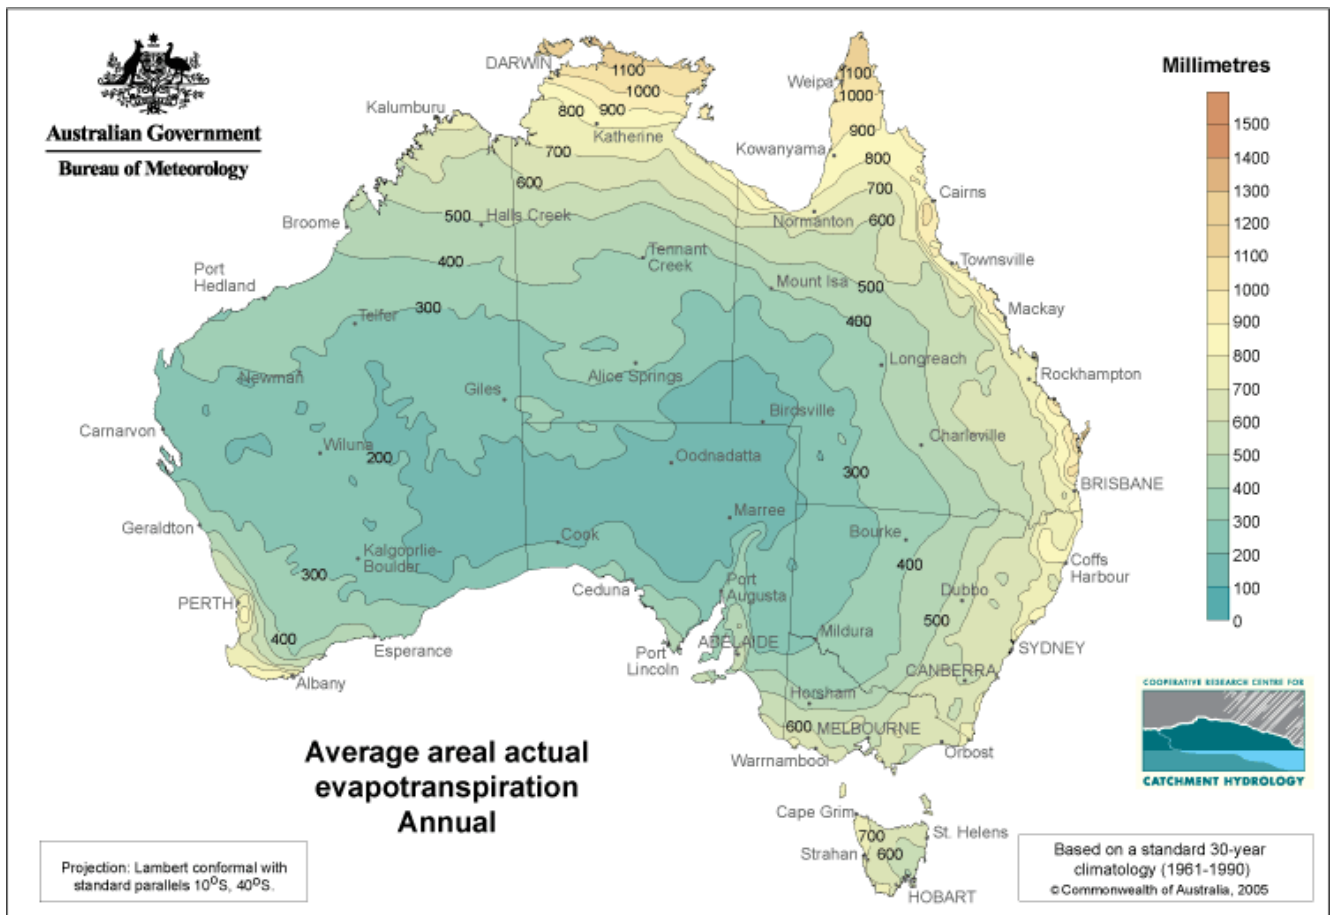 Australian Government
Bureau of Meteorology
Millimetres
1500
1400
1300
1200
1100
1000
900
800
700
600
500
400
300
200
100
0
DARWIN
1100
1000
900
800
Katherine
Kalumburu
700
600
500
Halls Creek
Broome
400
Port
Hedland
300
Telfer
Tennant
Creek
Weipa
1100
1000
900
Kowanyama
800
700
600
Normanton
Cairns
Townsville
Mount Isa
500
400
Mackay
Longreach
Rockhampton
Newman
Giles
Alice Springs
Birdsville
Carnarvon
Wiluna
200
Oodnadatta
Charleville
300
BRISBANE
Marree
Geraldton
Cook
Bourke
Kalgoorlie-
Boulder
300
400
Coffs
Harbour
Ceduna
Port
Augusta
Dubbo
PERTH
500
400
Esperance
ADELAIDE
Mildura
SYDNEY
Port
Lincoln
CANBERRA
Albany
Horsham
600
MELBOURNE
Warrnambool
Orbost
Cape Grim
700
St. Helens
Strahan
600
HOBART
Average areal actual
evapotranspiration
Annual
COOPERATIVE RESEARCH CENTRE FOR
CATCHMENT HYDROLOGY
Projection: Lambert conformal with
standard parallels 10°S, 40°S.
Based on a standard 30-year
climatology (1961-1990)
© Commonwealth of Australia, 2005